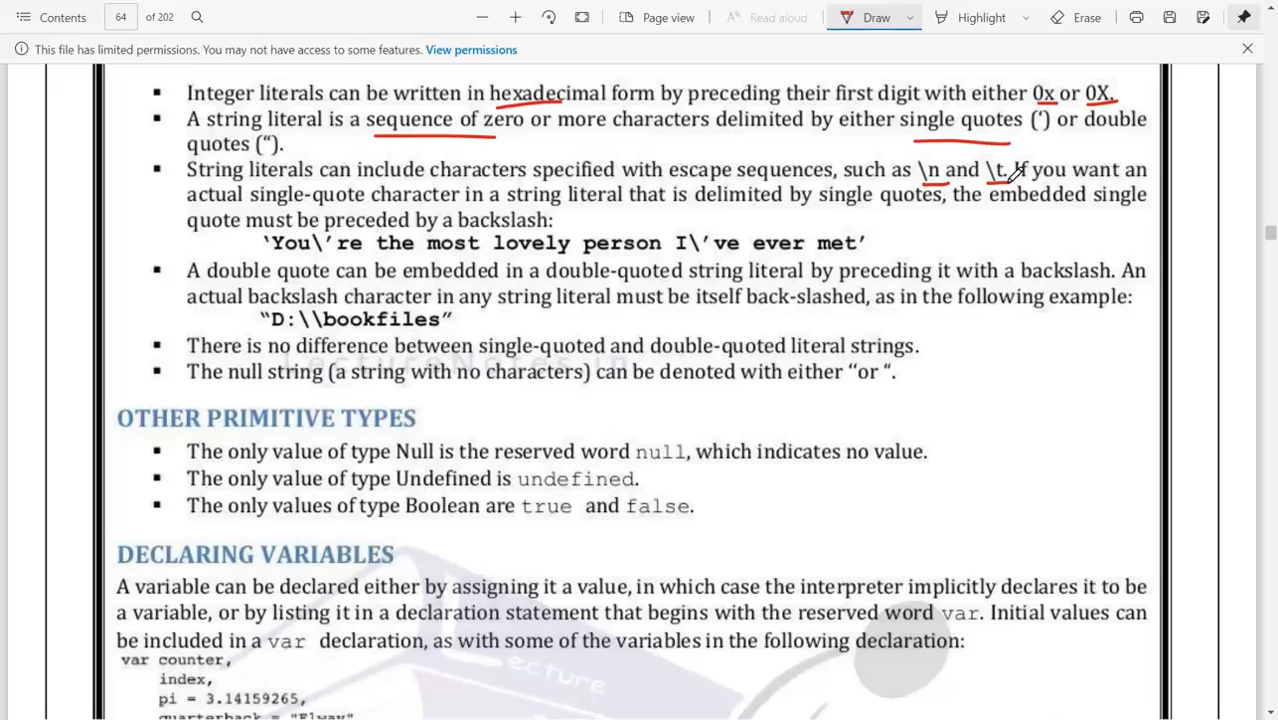 Contents 64 of 202 Page view Read aloud Draw Highlight Erase
This file has limited permissions. You may not have access to some features. View permissions
▪ Integer literals can be written in hexadecimal form by preceding their first digit with either 0x or 0X.
▪ A string literal is a sequence of zero or more characters delimited by either single quotes (‘) or double
quotes (“).
▪ String literals can include characters specified with escape sequences, such as \n and \t. If you want an
actual single-quote character in a string literal that is delimited by single quotes, the embedded single
quote must be preceded by a backslash:
‘You\’re the most lovely person I\’ve ever met’
▪ A double quote can be embedded in a double-quoted string literal by preceding it with a backslash. An
actual backslash character in any string literal must be itself back-slashed, as in the following example:
“D:\\bookfiles”
▪ There is no difference between single-quoted and double-quoted literal strings.
LectureNotes.in
▪ The null string (a string with no characters) can be denoted with either ‘‘or “.
OTHER PRIMITIVE TYPES
▪ The only value of type Null is the reserved word null, which indicates no value.
▪ The only value of type Undefined is undefined.
▪ The only values of type Boolean are true and false.
DECLARING VARIABLES
A variable can be declared either by assigning it a value, in which case the interpreter implicitly declares it to be
a variable, or by listing it in a declaration statement that begins with the reserved word var. Initial values can
be included in a var declaration, as with some of the variables in the following declaration:
var counter,
index,
Lecture
pi = 3.14159265,
quarterback = "Elway"